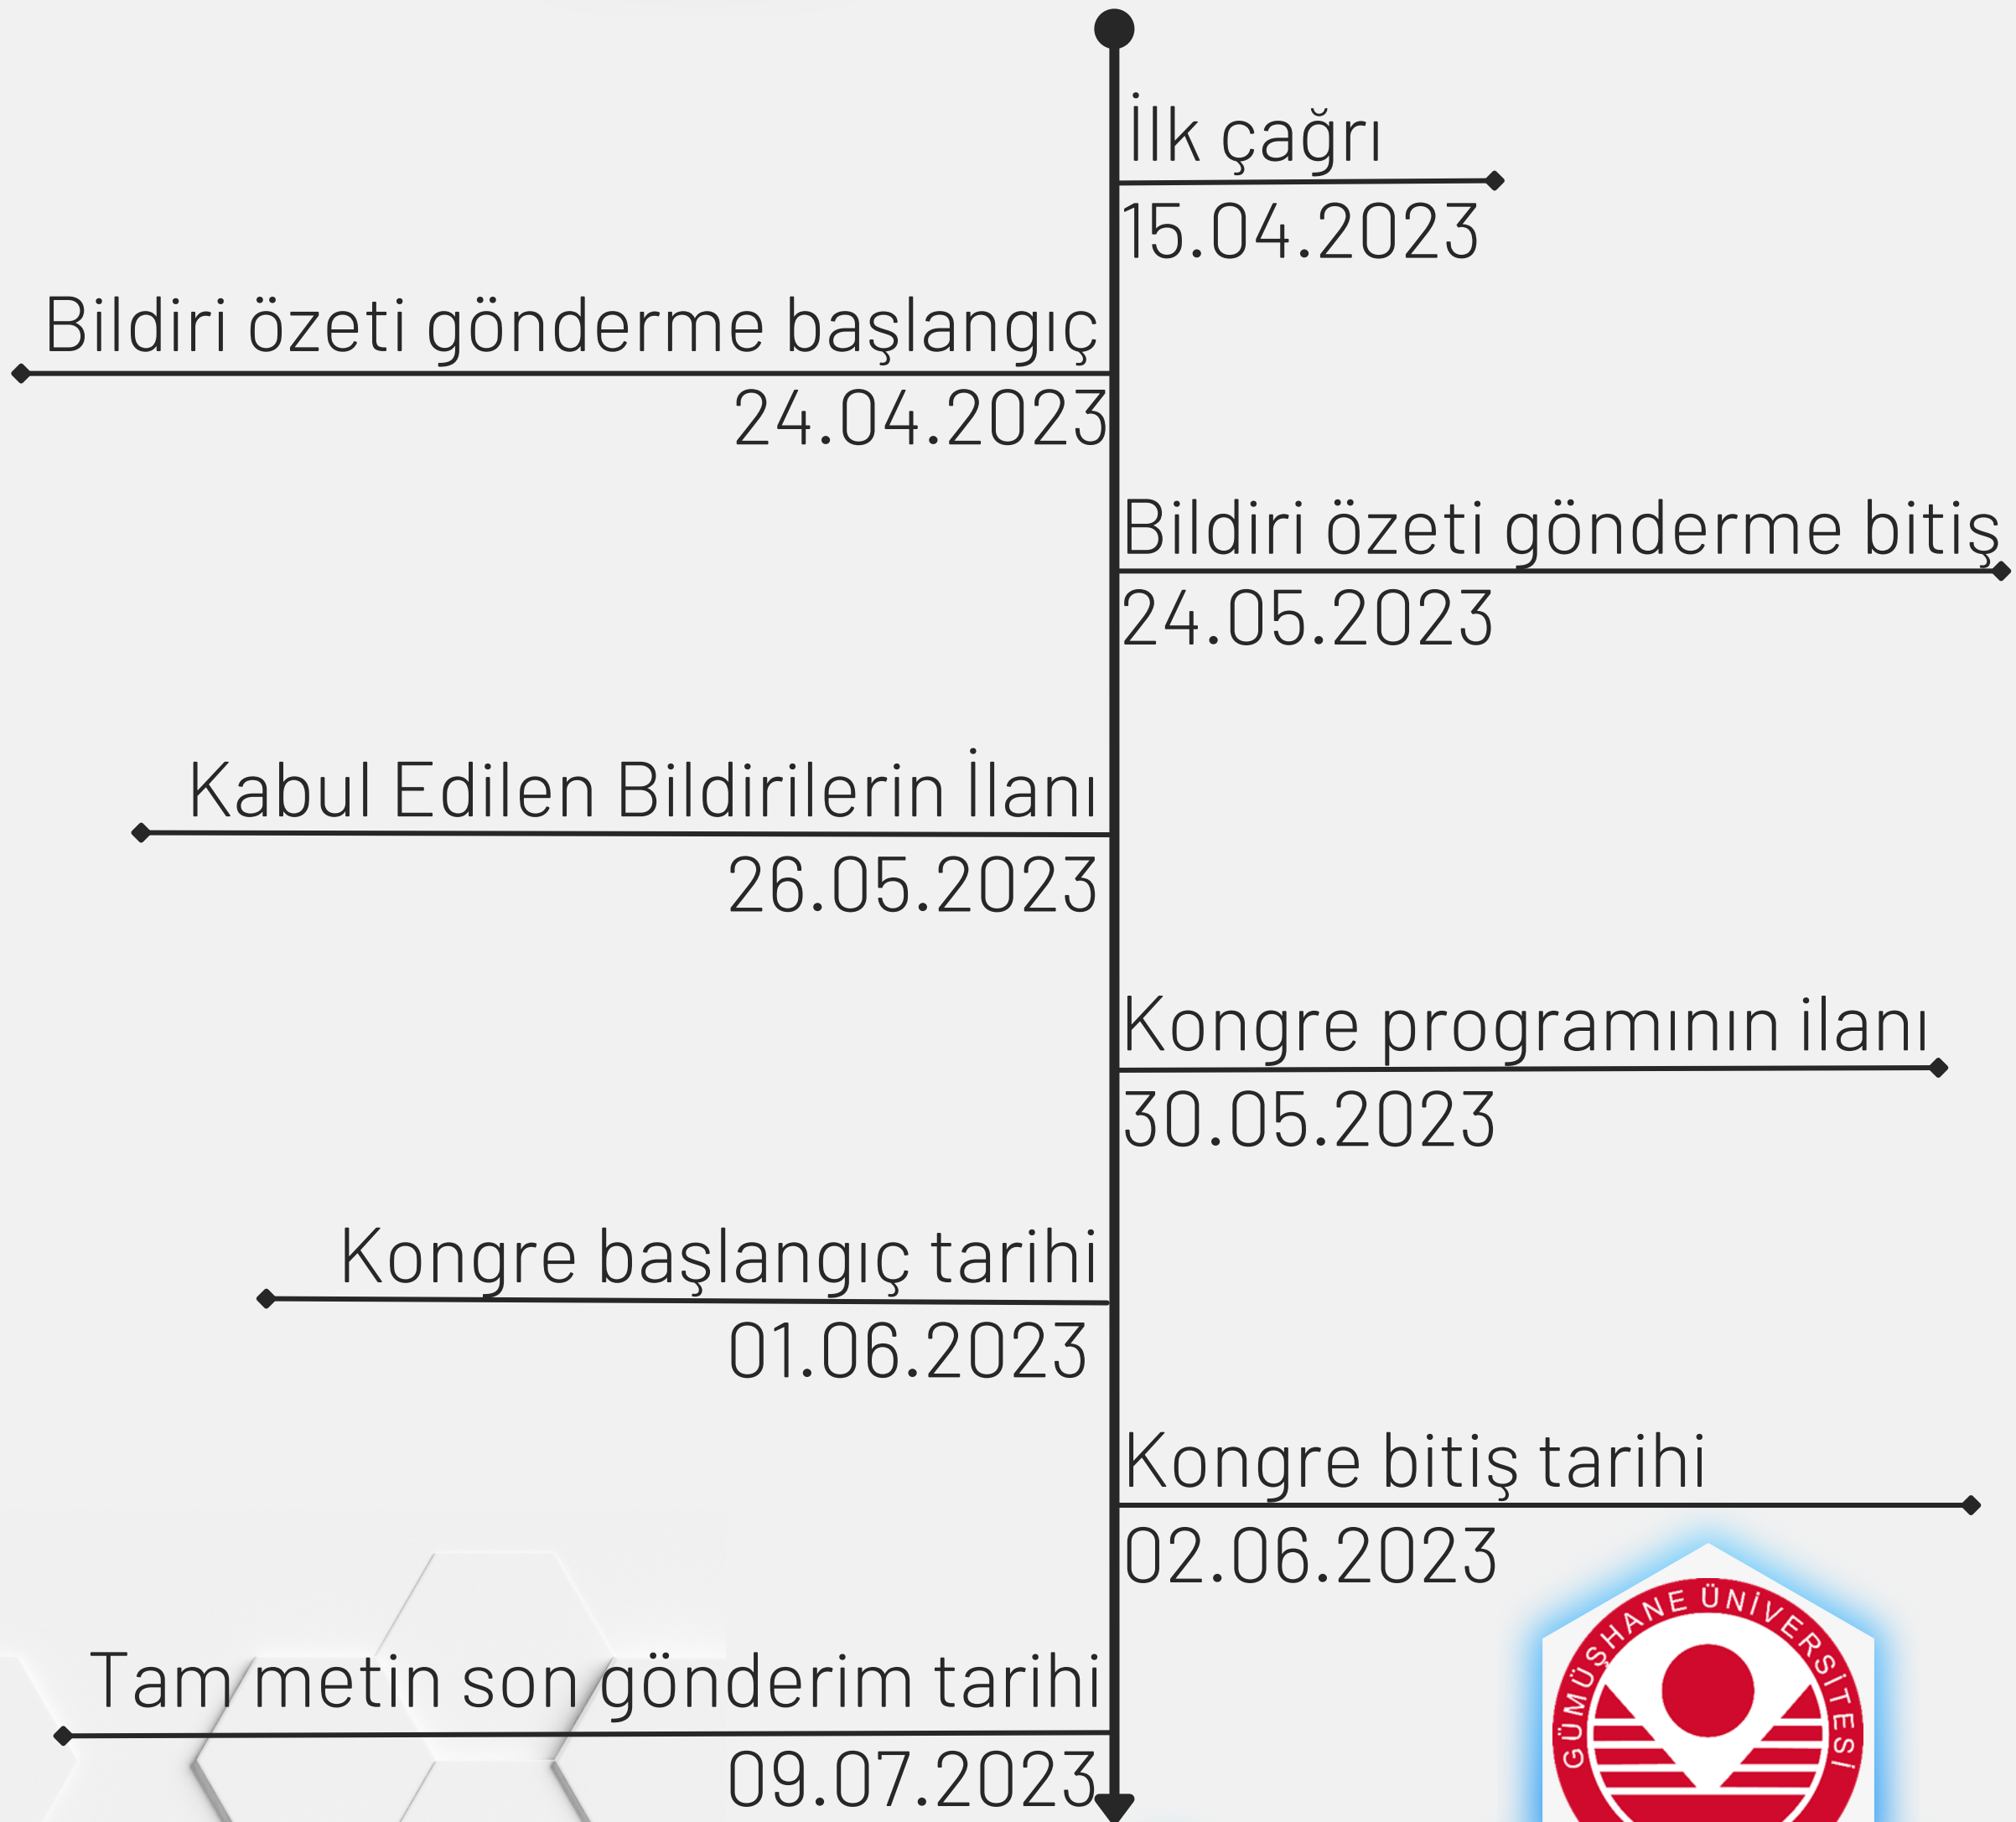 İlk çağrı
15.04.2023
Bildiri özeti gönderme başlangıç
24.04.2023
Bildiri özeti gönderme bitiş
24.05.2023
Kabul Edilen Bildirilerin İlanı
26.05.2023
Kongre programının ilanı
30.05.2023
Kongre başlangıç tarihi
01.06.2023
Kongre bitiş tarihi
02.06.2023
Tam metin son gönderim tarihi
09.07.2023
GÜMÜŞHANE ÜNİVERSİTESİ